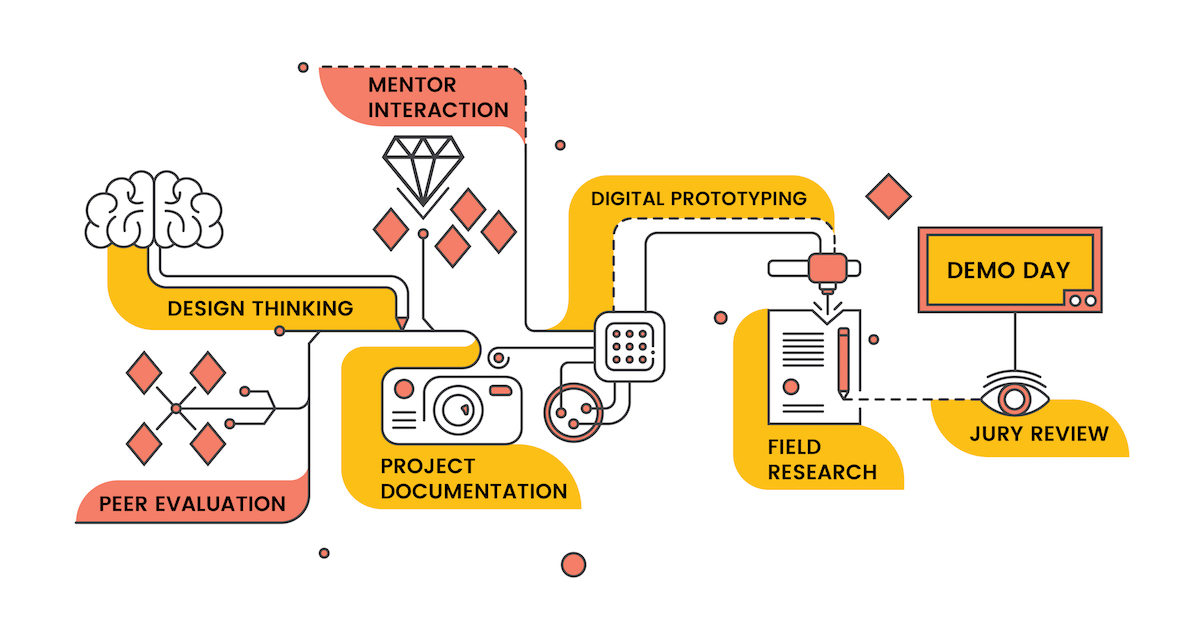 MENTOR
INTERACTION
DIGITAL PROTOTYPING
DEMO DAY
DESIGN THINKING
JURY REVIEW
FIELD
RESEARCH
PROJECT
DOCUMENTATION
PEER EVALUATION